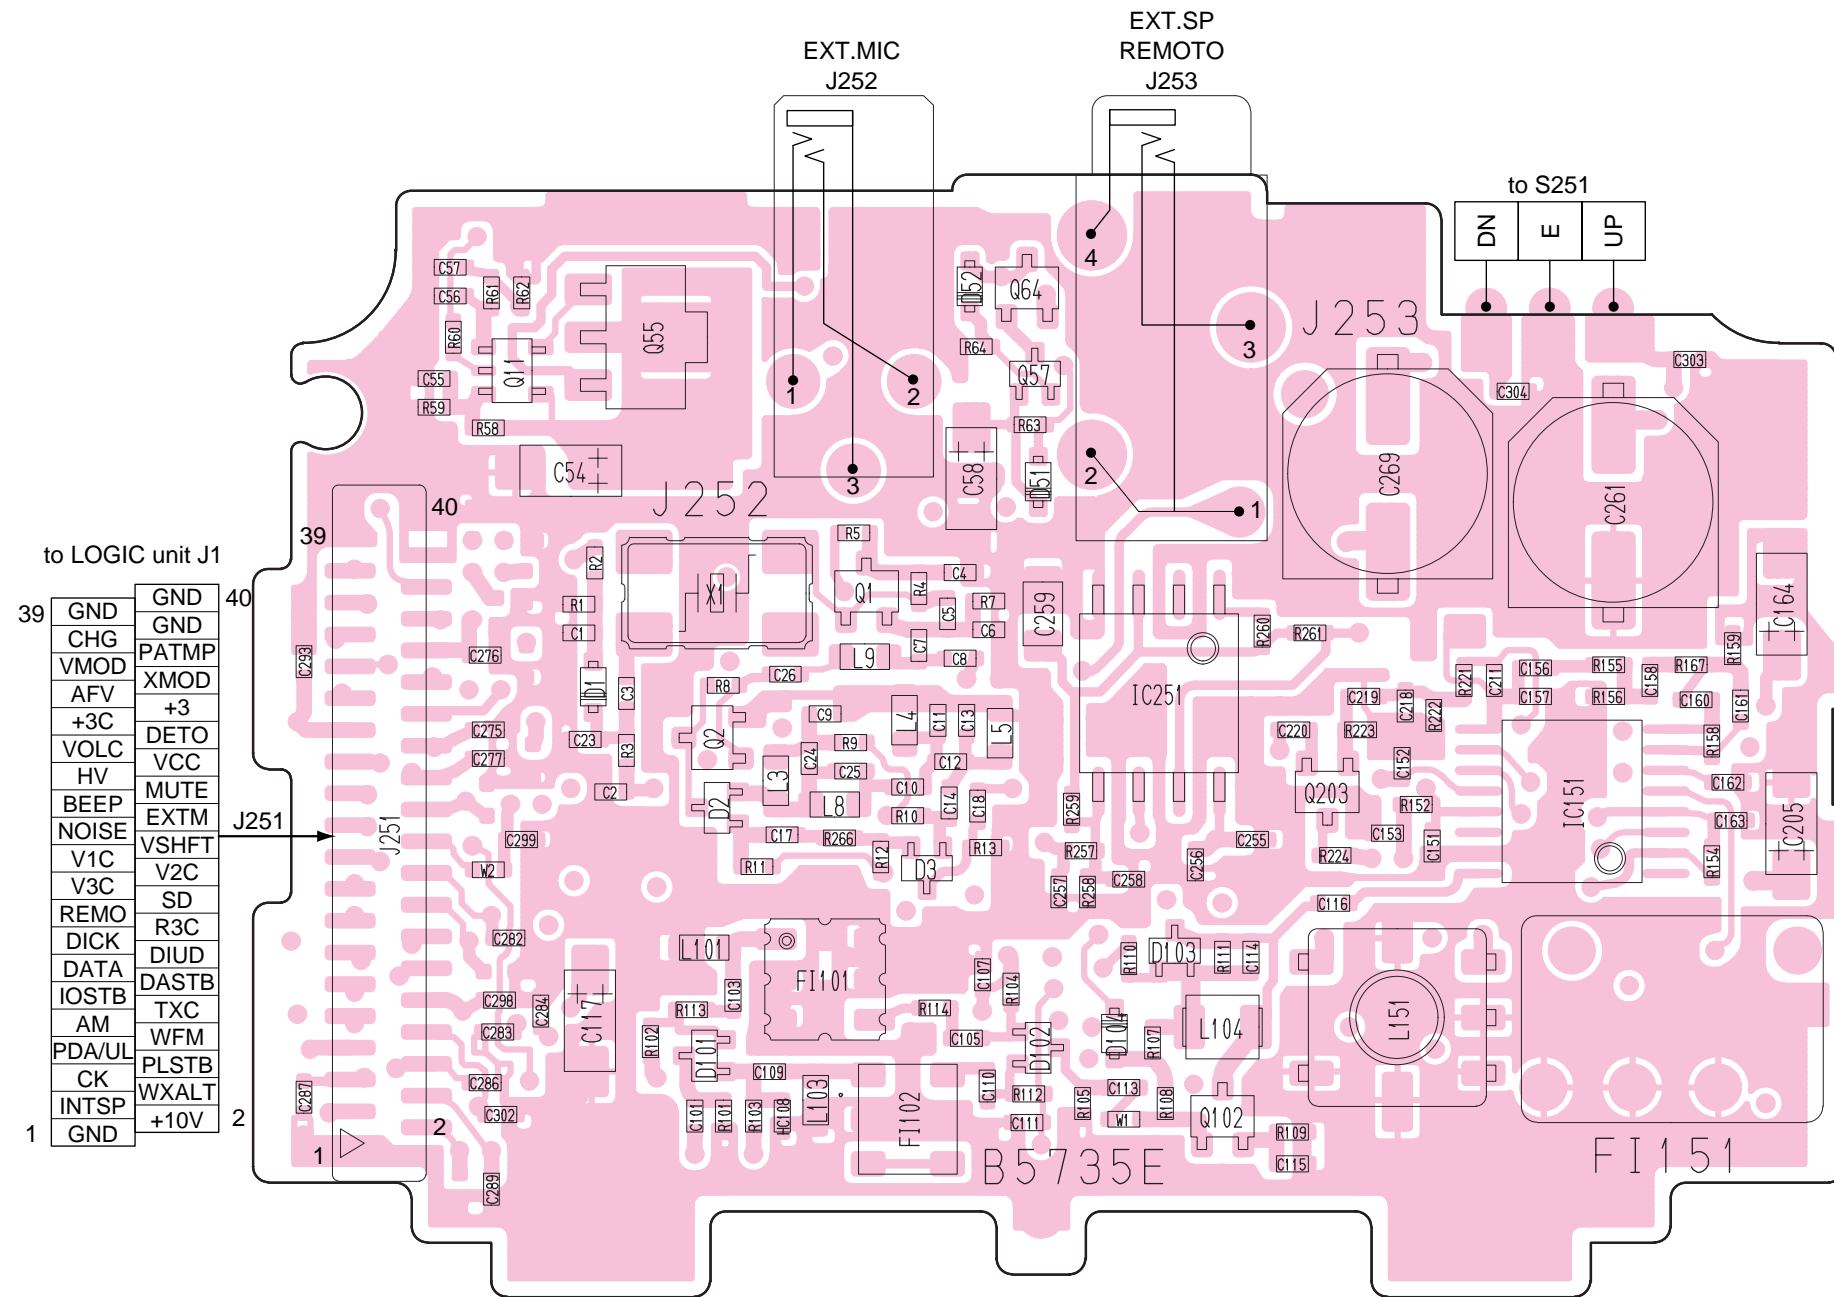 EXT.MIC
J252
EXT.SP
REMOTO
J253
to S251
DN E UP
4
3
2
1
1
2
3
J253
J252
C57
C56
R61
R62
R60
C55
R59
R58
Q11
Q55
C54
D52
Q64
R64
Q57
R63
C58
D51
C269
C261
C304
C303
C164
39
40
to LOGIC unit J1
39
40
GND
GND
CHG
GND
VMOD
PATMP
AFV
XMOD
+3C
+3
VOLC
DETO
HV
VCC
BEEP
MUTE
NOISE
EXTM
V1C
VSHFT
V3C
V2C
REMO
SD
DICK
R3C
DATA
DIUD
IOSTB
DASTB
AM
TXC
PDA/UL
WFM
CK
PLSTB
INTSP
WXALT
GND
+10V
1
2
J251
J251
1
2
R2
R1
C1
X1
R5
Q1
R4
C4
C5
R7
C6
C7
C8
L9
C26
R8
C259
IC251
R260
R261
C293
C276
C275
C277
D1
C3
C23
R3
C2
Q2
D2
L3
C24
C9
R9
C25
L8
L4
C11
C13
L5
C12
C10
R10
C14
C18
C17
R266
R11
R12
D3
R13
R259
R257
C257
R258
C258
C256
C255
C219
C218
R222
C220
R223
C152
Q203
R152
C153
C151
R224
C116
R221
C211
C156
C157
R155
R156
C158
R167
C160
R159
C161
R158
C162
C163
R154
IC151
C205
C299
W2
C282
C298
C284
C283
C286
C302
C287
C289
C117
L101
C103
R113
R102
D101
FI101
C109
L103
C101
R101
R103
HC108
FI102
R114
C107
R104
C105
D102
C110
R112
C111
R110
D103
R111
C114
D104
R107
L104
R105
C113
W1
R108
Q102
R109
C115
L151
FI151
B5735E